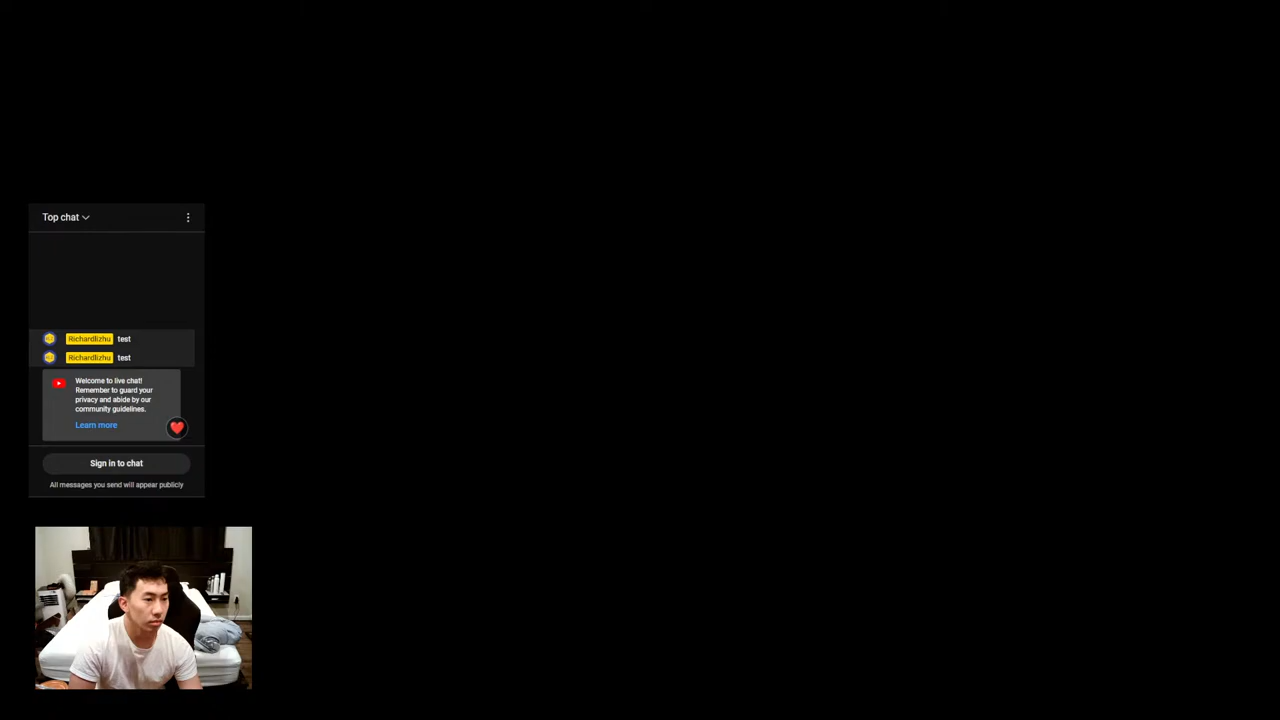 Top chat
Richardlizhu test
Richardlizhu test
Welcome to live chat!
Remember to guard your
privacy and abide by our
community guidelines.
Learn more
Sign in to chat
All messages you send will appear publicly